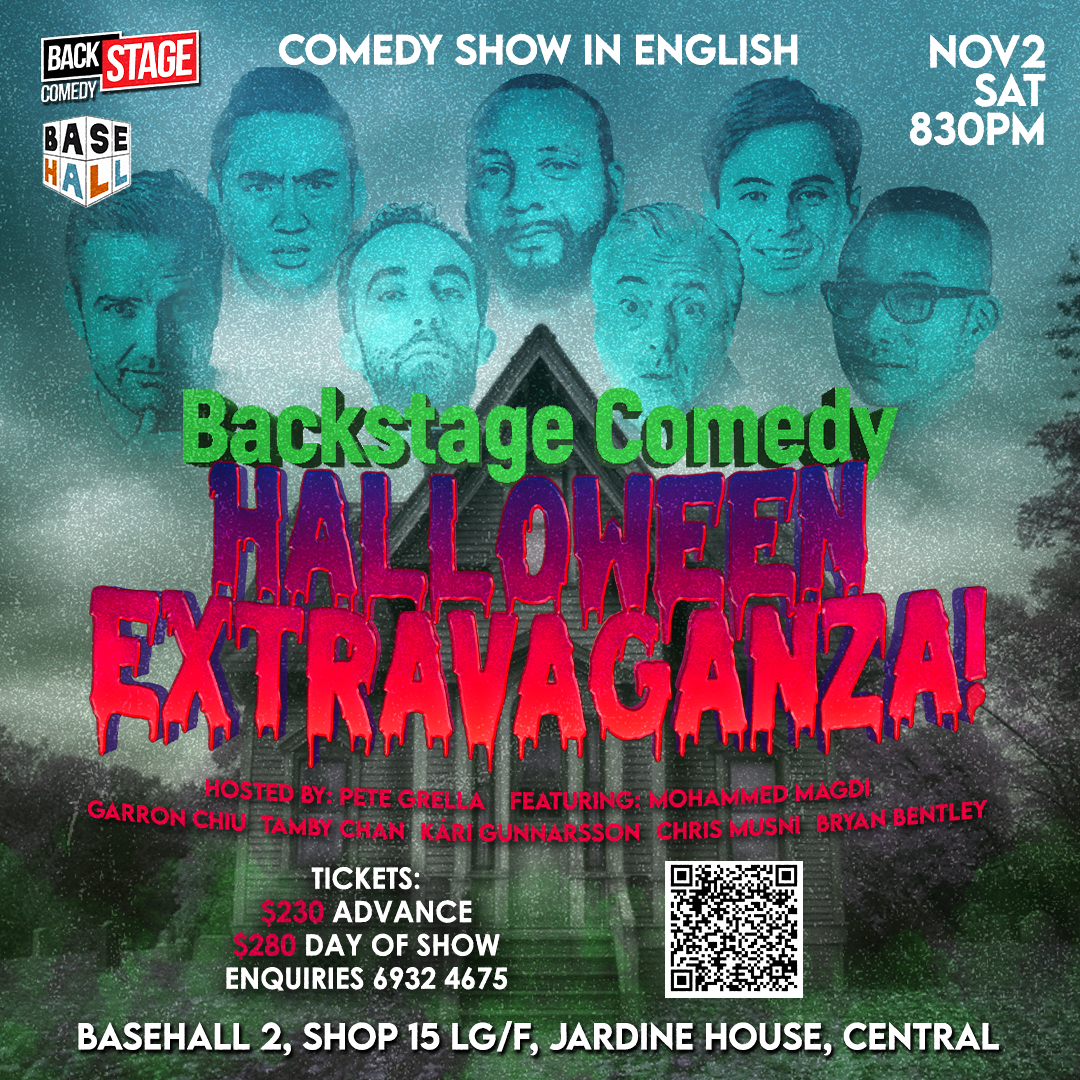 BACK STAGE
COMEDY
BASE
HALL
COMEDY SHOW IN ENGLISH
NOV2
SAT
830PM
Backstage Comedy
HALLOWEEN
EXTRAVAGANZA!
HOSTED BY: PETE GRELLA FEATURING: MOHAMMED MAGDI
GARRON CHIU TAMBY CHAN KÁRI GUNNARSSON CHRIS MUSNI BRYAN BENTLEY
TICKETS:
$230 ADVANCE
$280 DAY OF SHOW
ENQUIRIES 6932 4675
BASEHALL 2, SHOP 15 LG/F, JARDINE HOUSE, CENTRAL